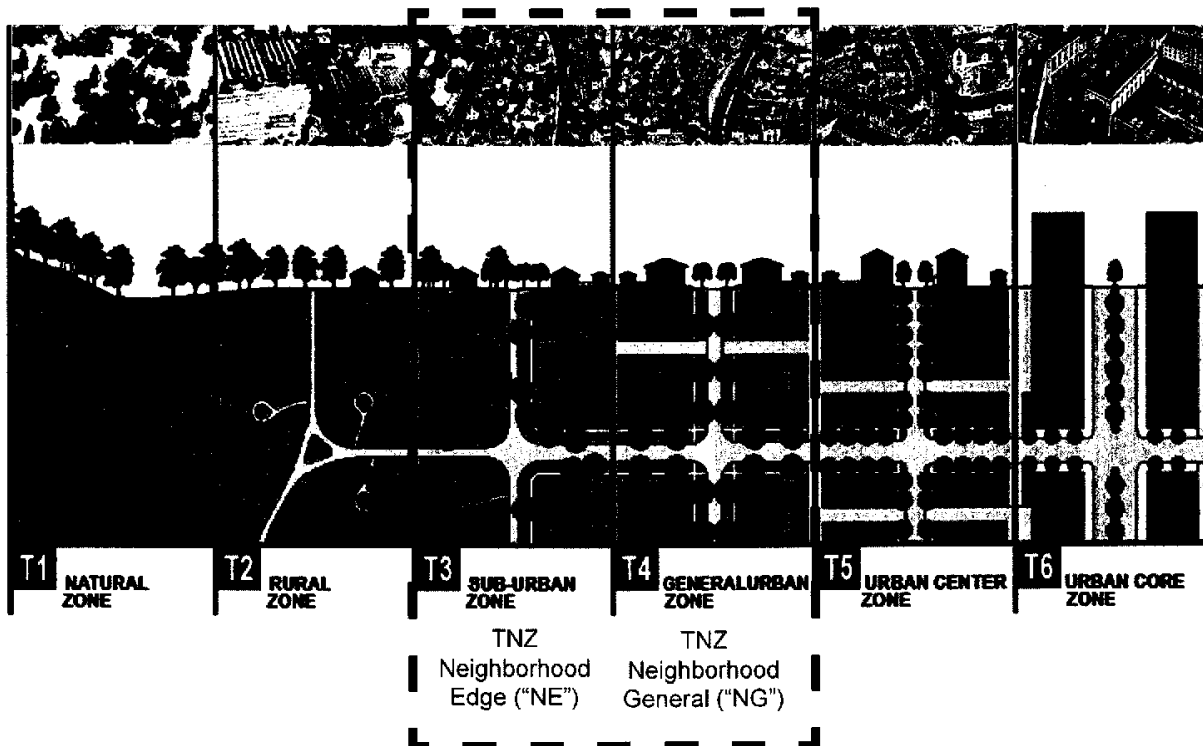 T1 NATURAL
ZONE
T2 RURAL
ZONE
T3 SUB-URBAN
ZONE
T4 GENERALURBAN
ZONE
T5 URBAN CENTER
ZONE
T6 URBAN CORE
ZONE
TNZ
Neighborhood
Edge (“NE”)
TNZ
Neighborhood
General (“NG”)